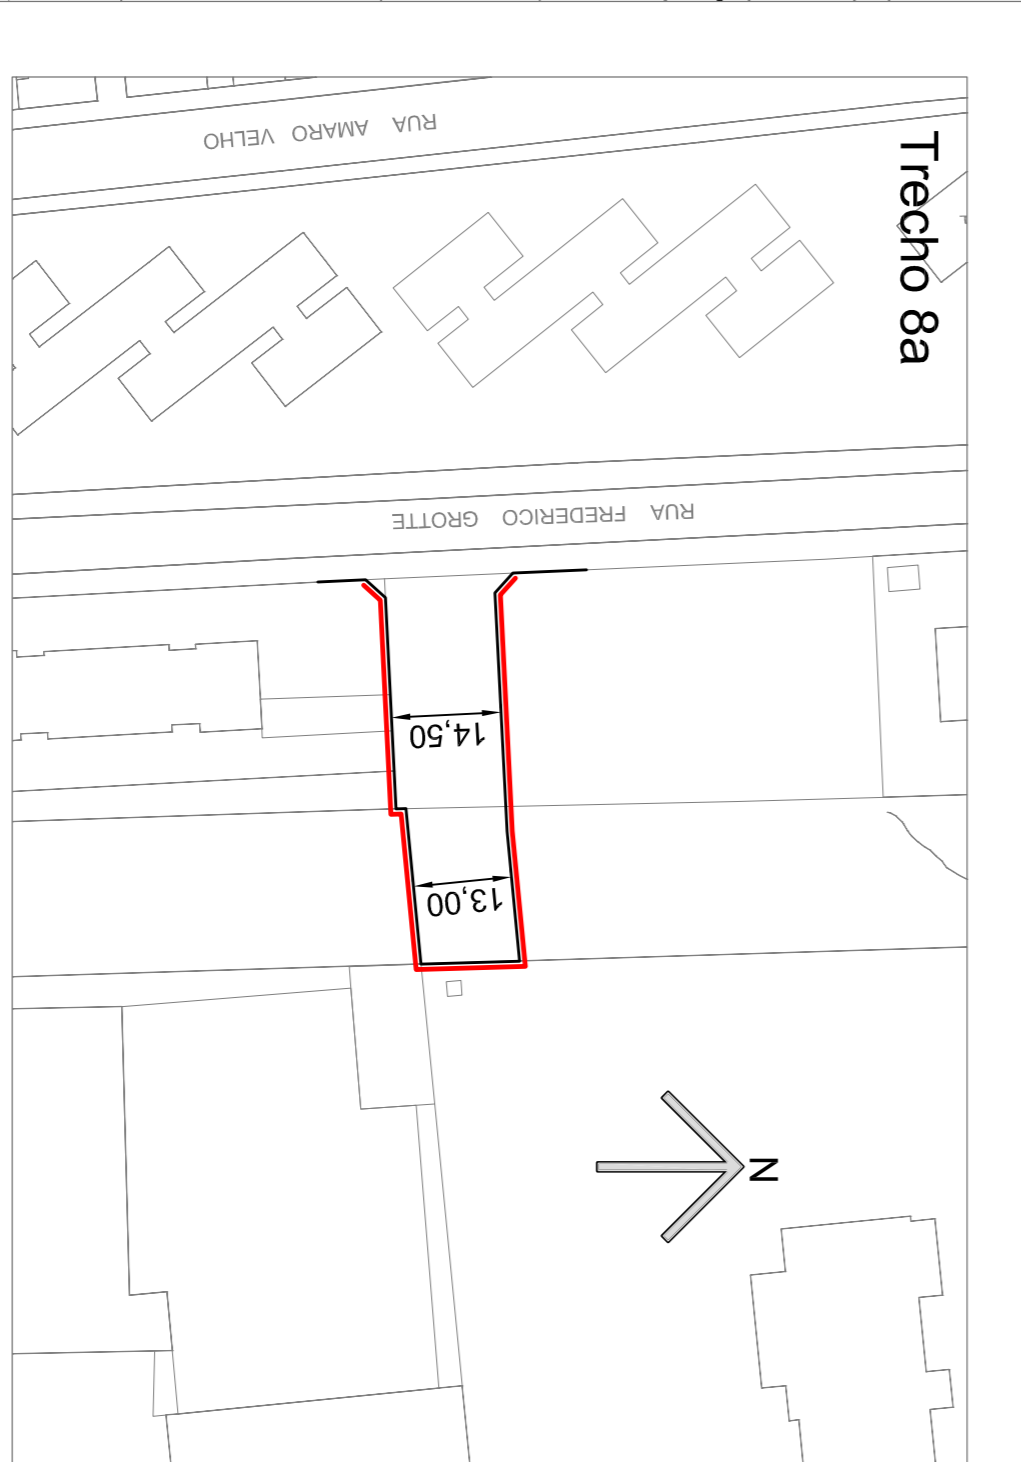 Trecho 8a
RUA AMARO VELHO
RUA FREDERICO GROTTE
14,50
13,00
N